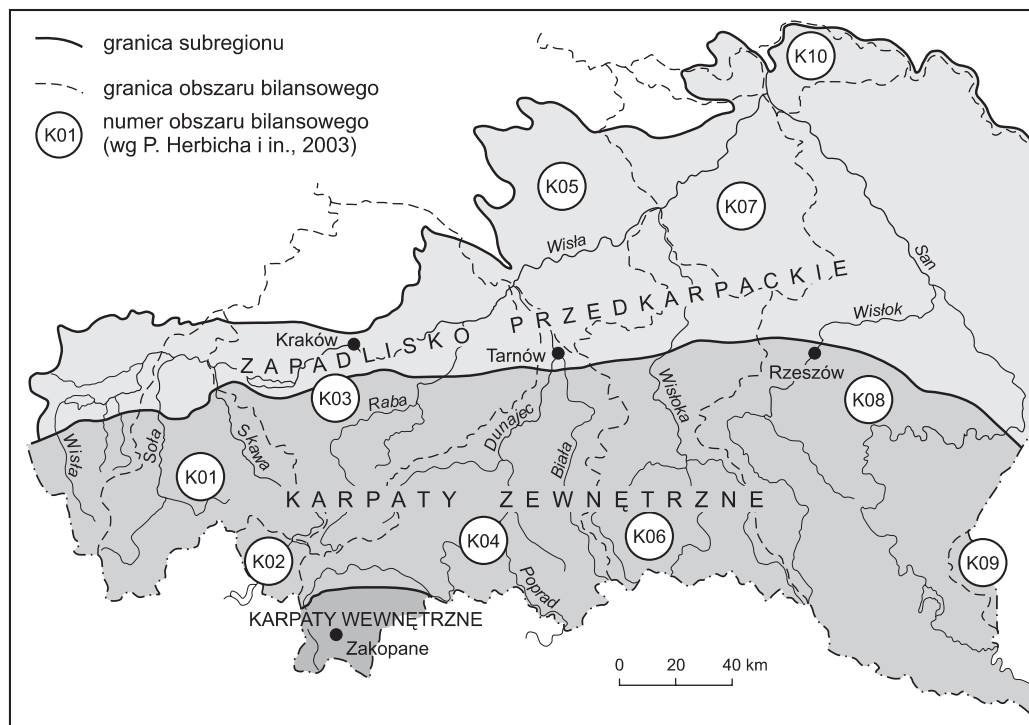 granica subregionu
granica obszaru bilansowego
K01
numer obszaru bilansowego
(wg P. Herbicha i in., 2003)
K10
K05
K07
Wisła
San
ZAPADLISKO PRZEDKARPACKIE
Wisłok
Kraków
Tarnów
Rzeszów
K03
Raba
Dunajec
Wisłoka
K08
Wisła
Soła
Skawa
Biała
K01
KARPATY ZEWNĘTRZNE
K02
K04
K06
K09
Poprad
KARPATY WEWNĘTRZNE
Zakopane
0 20 40 km